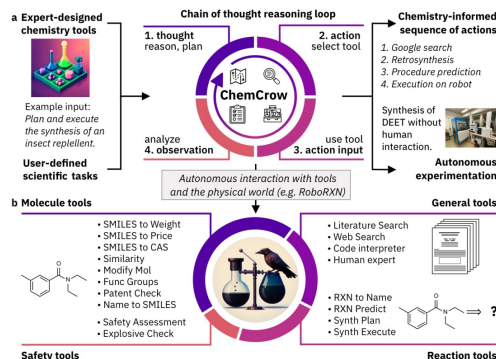 a Expert-designed
chemistry tools
Example input:
Plan and execute
the synthesis of an
insect repellent.
User-defined
scientific tasks
Chain of thought reasoning loop
1. thought
reason, plan
2. action
select tool
ChemCrow
analyze
4. observation
use tool
3. action input
Autonomous interaction with tools
and the physical world (e.g. RoboRXN)
Chemistry-informed
sequence of actions
1. Google search
2. Retrosynthesis
3. Procedure prediction
4. Execution on robot
Synthesis of
DEET without
human
interaction.
Autonomous
experimentation
b Molecule tools
• SMILES to Weight
• SMILES to Price
• SMILES to CAS
• Similarity
• Modify Mol
• Func Groups
• Patent Check
• Name to SMILES
• Safety Assessment
• Explosive Check
O
N
Safety tools
General tools
• Literature Search
• Web Search
• Code interpreter
• Human expert
• RXN to Name
• RXN Predict
• Synth Plan
• Synth Execute
O
N
⇒ ?
Reaction tools